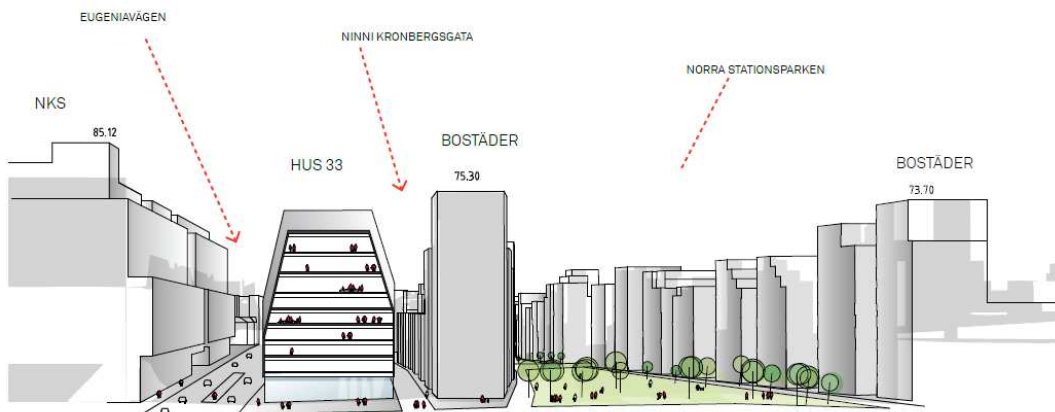 EUGENIAVÄGEN
NINNI KRONBERGSGATA
NORRA STATIONSPARKEN
NKS
85.12
HUS 33
BOSTÄDER
75.30
BOSTÄDER
73.70